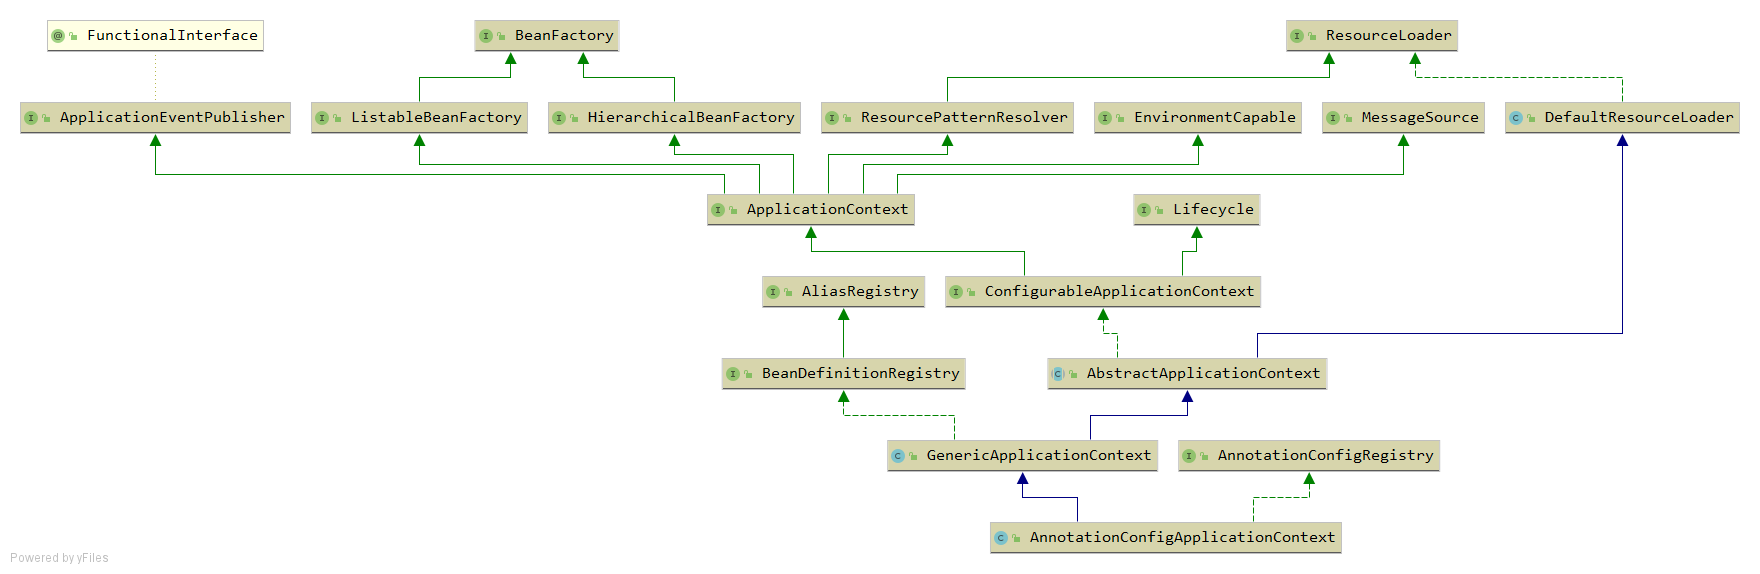 FunctionalInterface
BeanFactory
ResourceLoader
ApplicationEventPublisher
ListableBeanFactory
HierarchicalBeanFactory
ResourcePatternResolver
EnvironmentCapable
MessageSource
DefaultResourceLoader
ApplicationContext
Lifecycle
AliasRegistry
ConfigurableApplicationContext
BeanDefinitionRegistry
AbstractApplicationContext
GenericApplicationContext
AnnotationConfigRegistry
AnnotationConfigApplicationContext
Powered by yFiles